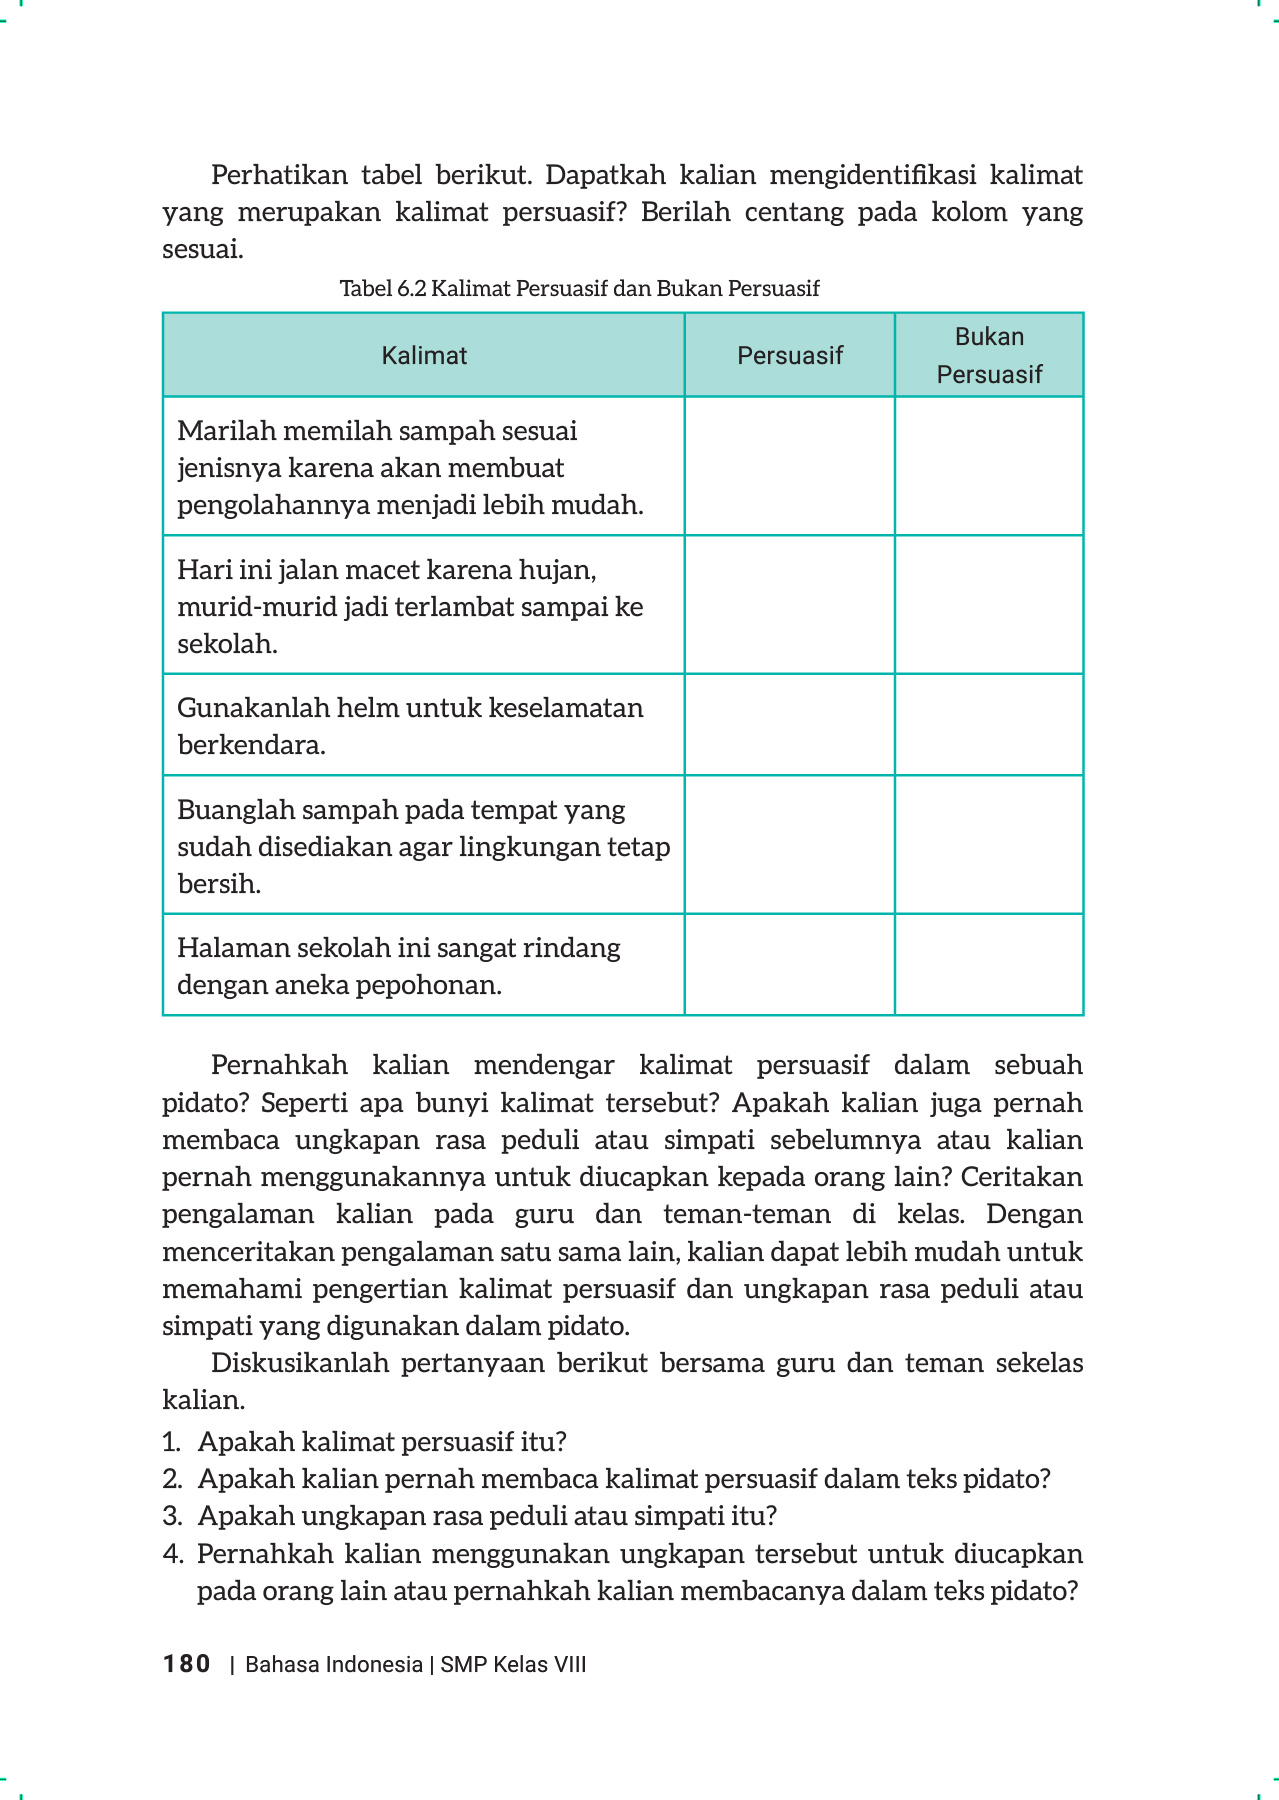 Perhatikan tabel berikut. Dapatkah kalian mengidentifikasi kalimat
yang merupakan kalimat persuasif? Berilah centang pada kolom yang
sesuai.
Tabel 6.2 Kalimat Persuasif dan Bukan Persuasif
Kalimat
Persuasif
Bukan
Persuasif
Marilah memilah sampah sesuai
jenisnya karena akan membuat
pengolahannya menjadi lebih mudah.
Hari ini jalan macet karena hujan,
murid-murid jadi terlambat sampai ke
sekolah.
Gunakanlah helm untuk keselamatan
berkendara.
Buanglah sampah pada tempat yang
sudah disediakan agar lingkungan tetap
bersih.
Halaman sekolah ini sangat rindang
dengan aneka pepohonan.
Pernahkah kalian mendengar kalimat persuasif dalam sebuah
pidato? Seperti apa bunyi kalimat tersebut? Apakah kalian juga pernah
membaca ungkapan rasa peduli atau simpati sebelumnya atau kalian
pernah menggunakannya untuk diucapkan kepada orang lain? Ceritakan
pengalaman kalian pada guru dan teman-teman di kelas. Dengan
menceritakan pengalaman satu sama lain, kalian dapat lebih mudah untuk
memahami pengertian kalimat persuasif dan ungkapan rasa peduli atau
simpati yang digunakan dalam pidato.
Diskusikanlah pertanyaan berikut bersama guru dan teman sekelas
kalian.
1. Apakah kalimat persuasif itu?
2. Apakah kalian pernah membaca kalimat persuasif dalam teks pidato?
3. Apakah ungkapan rasa peduli atau simpati itu?
4. Pernahkah kalian menggunakan ungkapan tersebut untuk diucapkan
pada orang lain atau pernahkah kalian membacanya dalam teks pidato?
180 | Bahasa Indonesia | SMP Kelas VIII